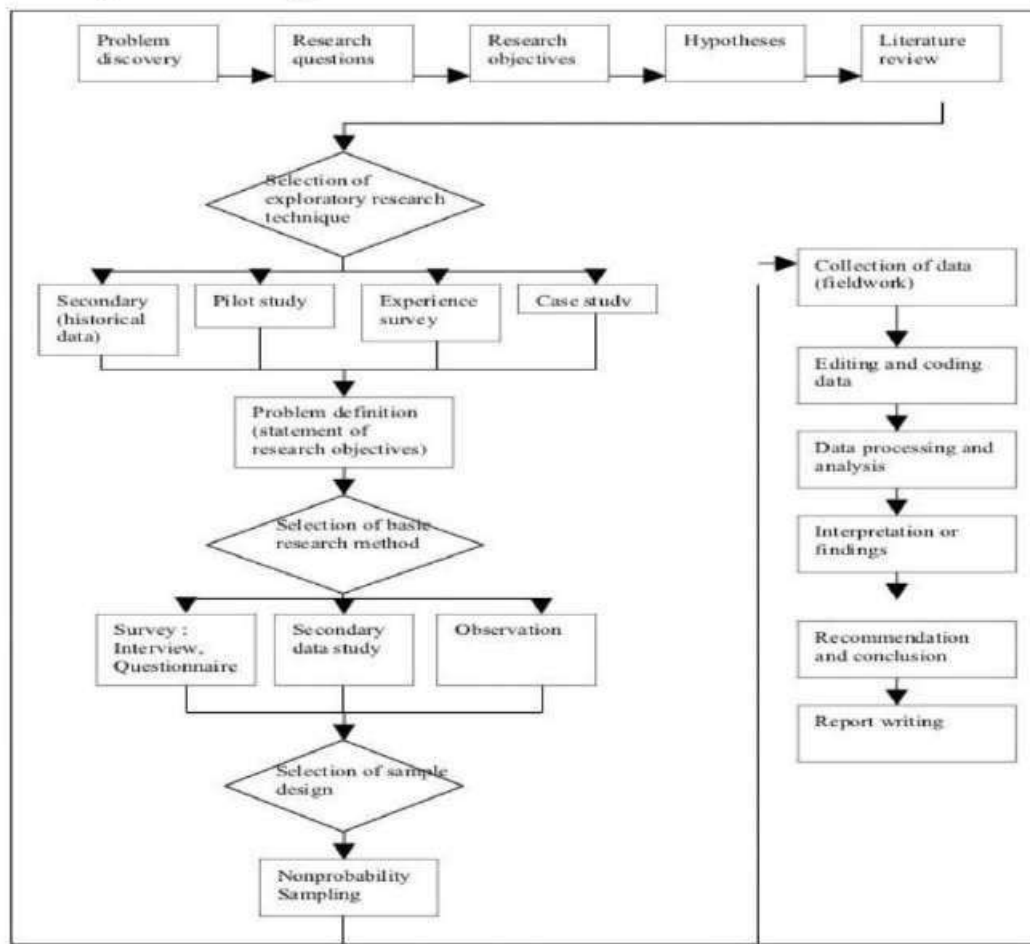 Problem
discovery
Research
questions
Research
objectives
Hypotheses
Literature
review
Selection of
exploratory research
technique
Secondary
(historical
data)
Pilot study
Experience
survey
Case study
Problem definition
(statement of
research objectives)
Selection of basic
research method
Survey :
Interview,
Questionnaire
Secondary
data study
Observation
Selection of sample
design
Nonprobability
Sampling
Collection of data
(fieldwork)
Editing and coding
data
Data processing and
analysis
Interpretation or
findings
Recommendation
and conclusion
Report writing